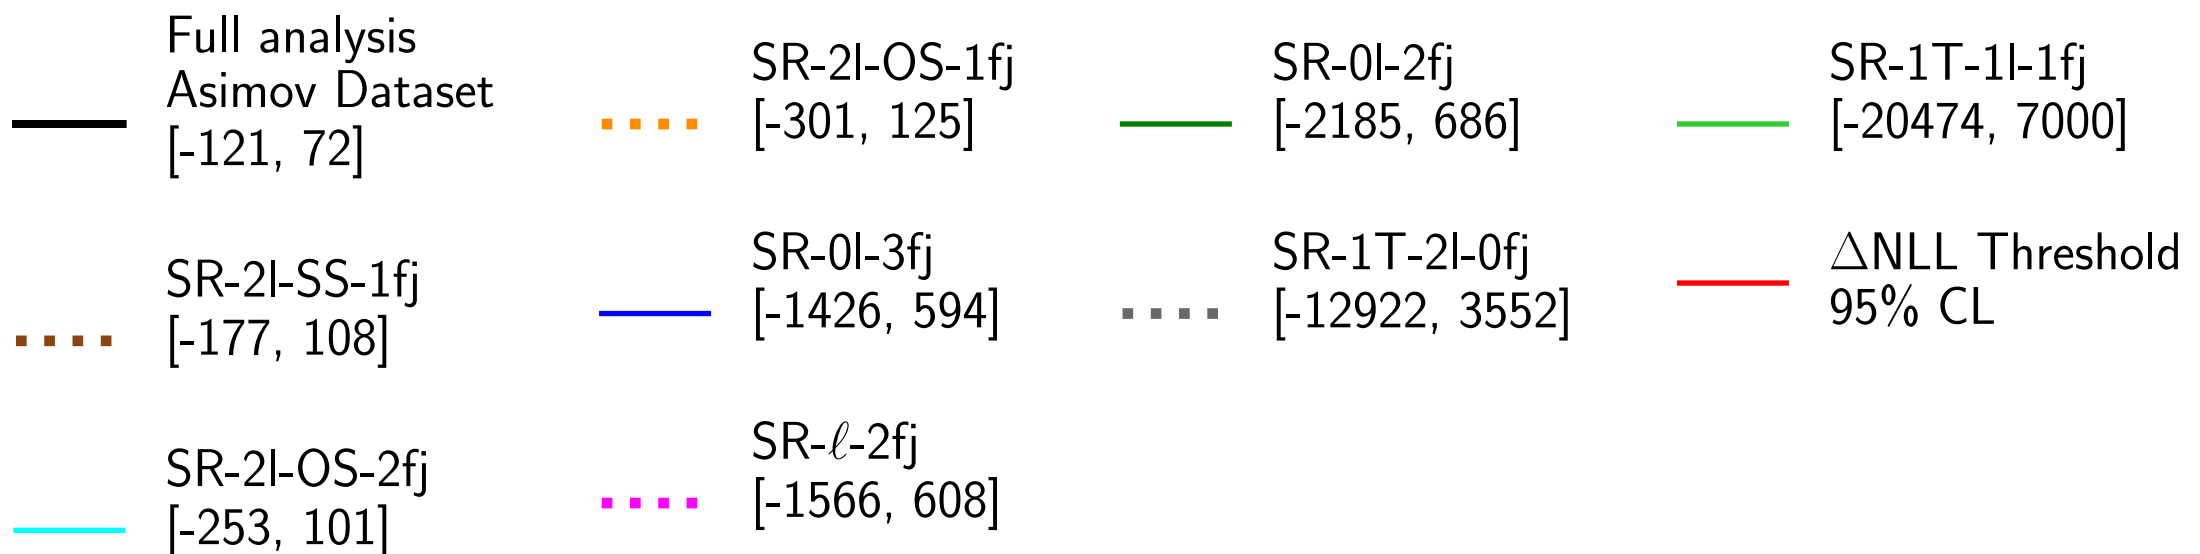 Full analysis
Asimov Dataset
[-121, 72]
SR-2l-SS-1fj
[-177, 108]
SR-2l-OS-2fj
[-253, 101]
SR-2l-OS-1fj
[-301, 125]
SR-0l-3fj
[-1426, 594]
SR-ℓ-2fj
[-1566, 608]
SR-0l-2fj
[-2185, 686]
SR-1T-2l-0fj
[-12922, 3552]
SR-1T-1l-1fj
[-20474, 7000]
ΔNLL Threshold
95% CL